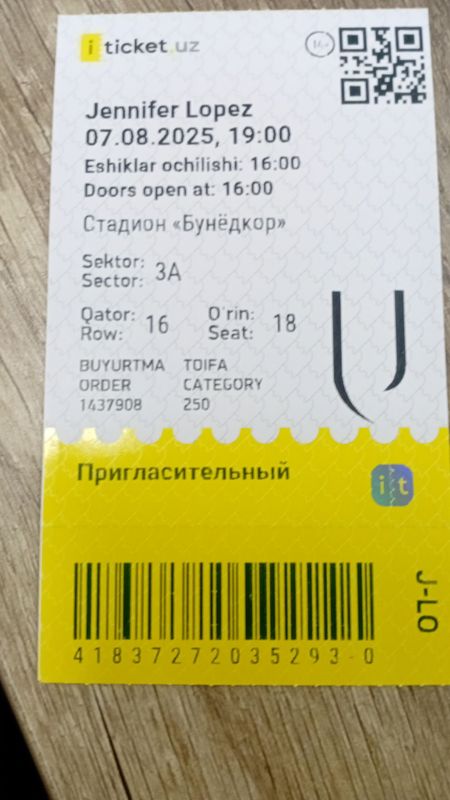 iticket.uz
16+
Jennifer Lopez
07.08.2025, 19:00
Eshiklar ochilishi: 16:00
Doors open at: 16:00
Стадион «Бунёдкор»
Sektor:
Sector: 3A
Qator:
Row: 16
O'rin:
Seat: 18
BUYURTMA
ORDER
1437908
TOIFA
CATEGORY
250
Пригласительный
it
J-LO
41837272035293-0